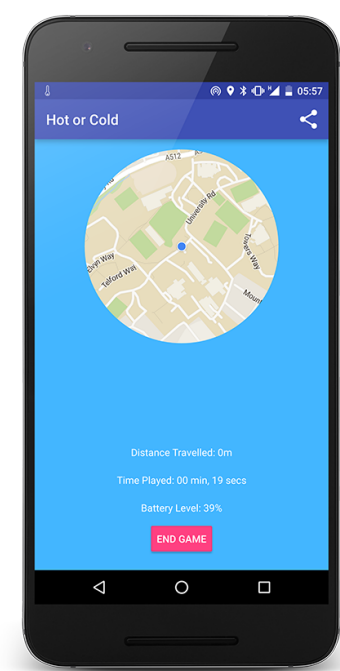 05:57
Hot or Cold
A512
University Rd
Towers Way
Elvyn Way
Telford Way
Mount
Distance Travelled: 0m
Time Played: 00 min, 19 secs
Battery Level: 39%
END GAME